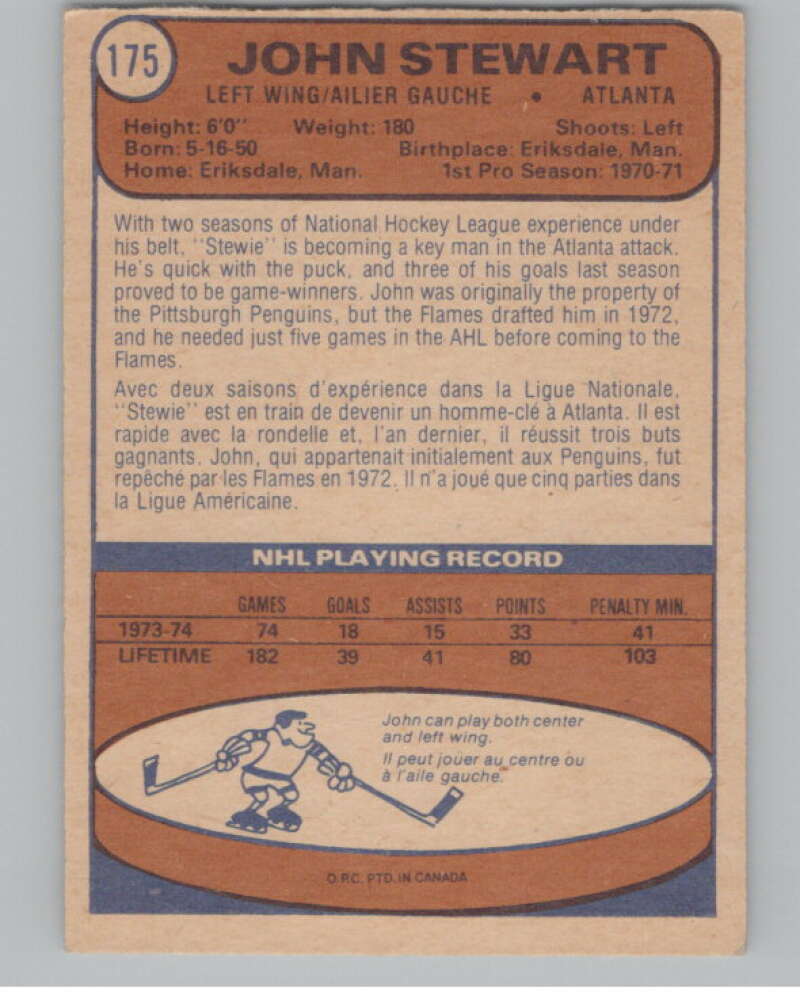 175 JOHN STEWART
LEFT WING/AILIER GAUCHE • ATLANTA
Height: 6'0'' Weight: 180 Shoots: Left
Born: 5-16-50 Birthplace: Eriksdale, Man.
Home: Eriksdale, Man. 1st Pro Season: 1970-71
With two seasons of National Hockey League experience under
his belt, ''Stewie'' is becoming a key man in the Atlanta attack.
He's quick with the puck, and three of his goals last season
proved to be game-winners. John was originally the property of
the Pittsburgh Penguins, but the Flames drafted him in 1972,
and he needed just five games in the AHL before coming to the
Flames.
Avec deux saisons d'expérience dans la Ligue Nationale,
''Stewie'' est en train de devenir un homme-clé à Atlanta. Il est
rapide avec la rondelle et, l'an dernier, il réussit trois buts
gagnants. John, qui appartenait initialement aux Penguins, fut
repêché par les Flames en 1972. Il n'a joué que cinq parties dans
la Ligue Américaine.
NHL PLAYING RECORD
GAMES GOALS ASSISTS POINTS PENALTY MIN.
1973-74 74 18 15 33 41
LIFETIME 182 39 41 80 103
John can play both center
and left wing.
Il peut jouer au centre ou
à l'aile gauche.
O.P.C. PTD. IN CANADA